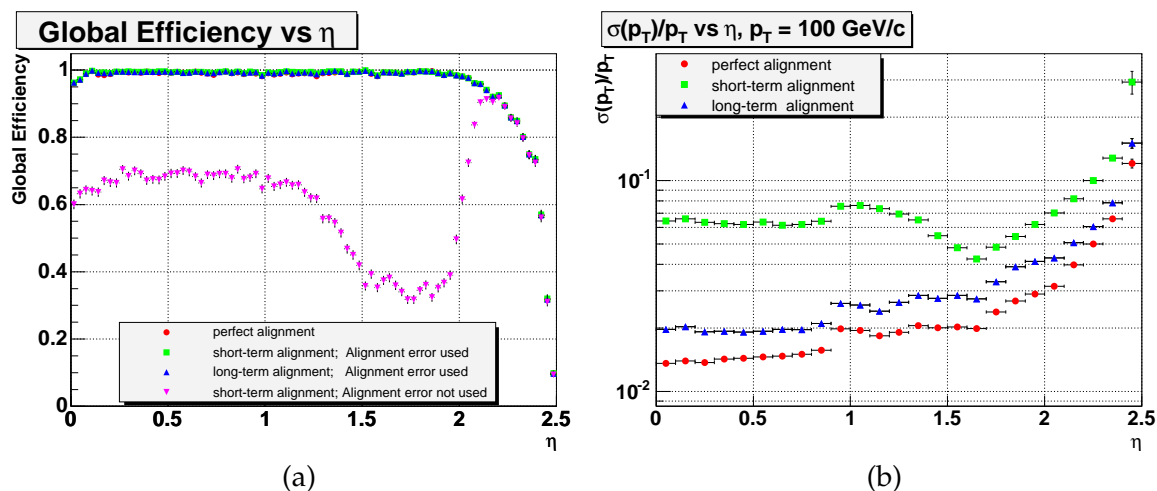 Global Efficiency vs η
Global Efficiency
1
0.8
0.6
0.4
0.2
0
perfect alignment
short-term alignment; Alignment error used
long-term alignment; Alignment error used
short-term alignment; Alignment error not used
0 0.5 1 1.5 2 2.5
η
(a)
σ(pT)/pT vs η, pT = 100 GeV/c
σ(pT)/pT
perfect alignment
short-term alignment
long-term alignment
10-1
10-2
0 0.5 1 1.5 2 2.5
η
(b)